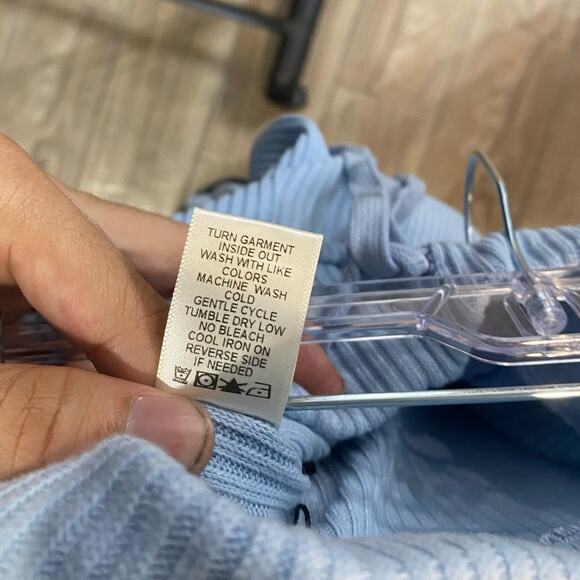 TURN GARMENT
INSIDE OUT
WASH WITH LIKE
COLORS
MACHINE WASH
COLD
GENTLE CYCLE
TUMBLE DRY LOW
NO BLEACH
COOL IRON ON
REVERSE SIDE
IF NEEDED